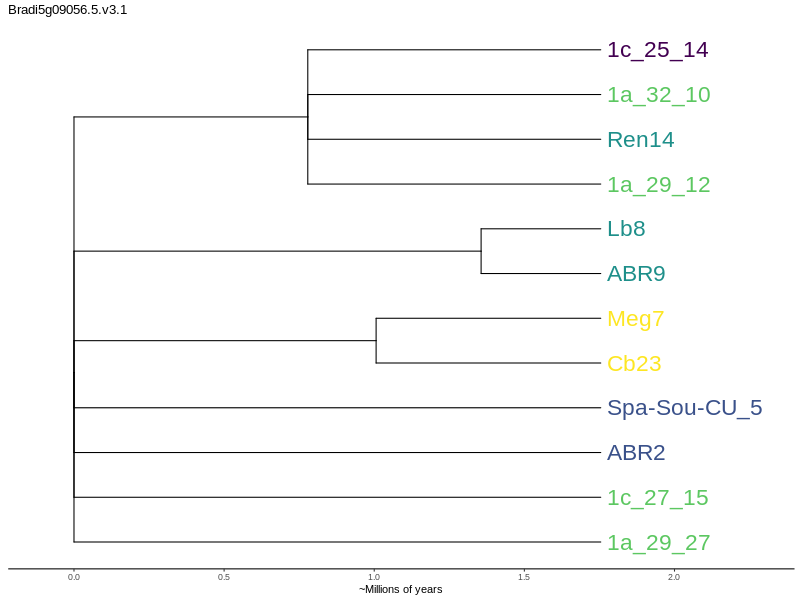 Bradi5g09056.5.v3.1
1c_25_14
1a_32_10
Ren14
1a_29_12
Lb8
ABR9
Meg7
Cb23
Spa-Sou-CU_5
ABR2
1c_27_15
1a_29_27
0.0 0.5 1.0 1.5 2.0
~Millions of years